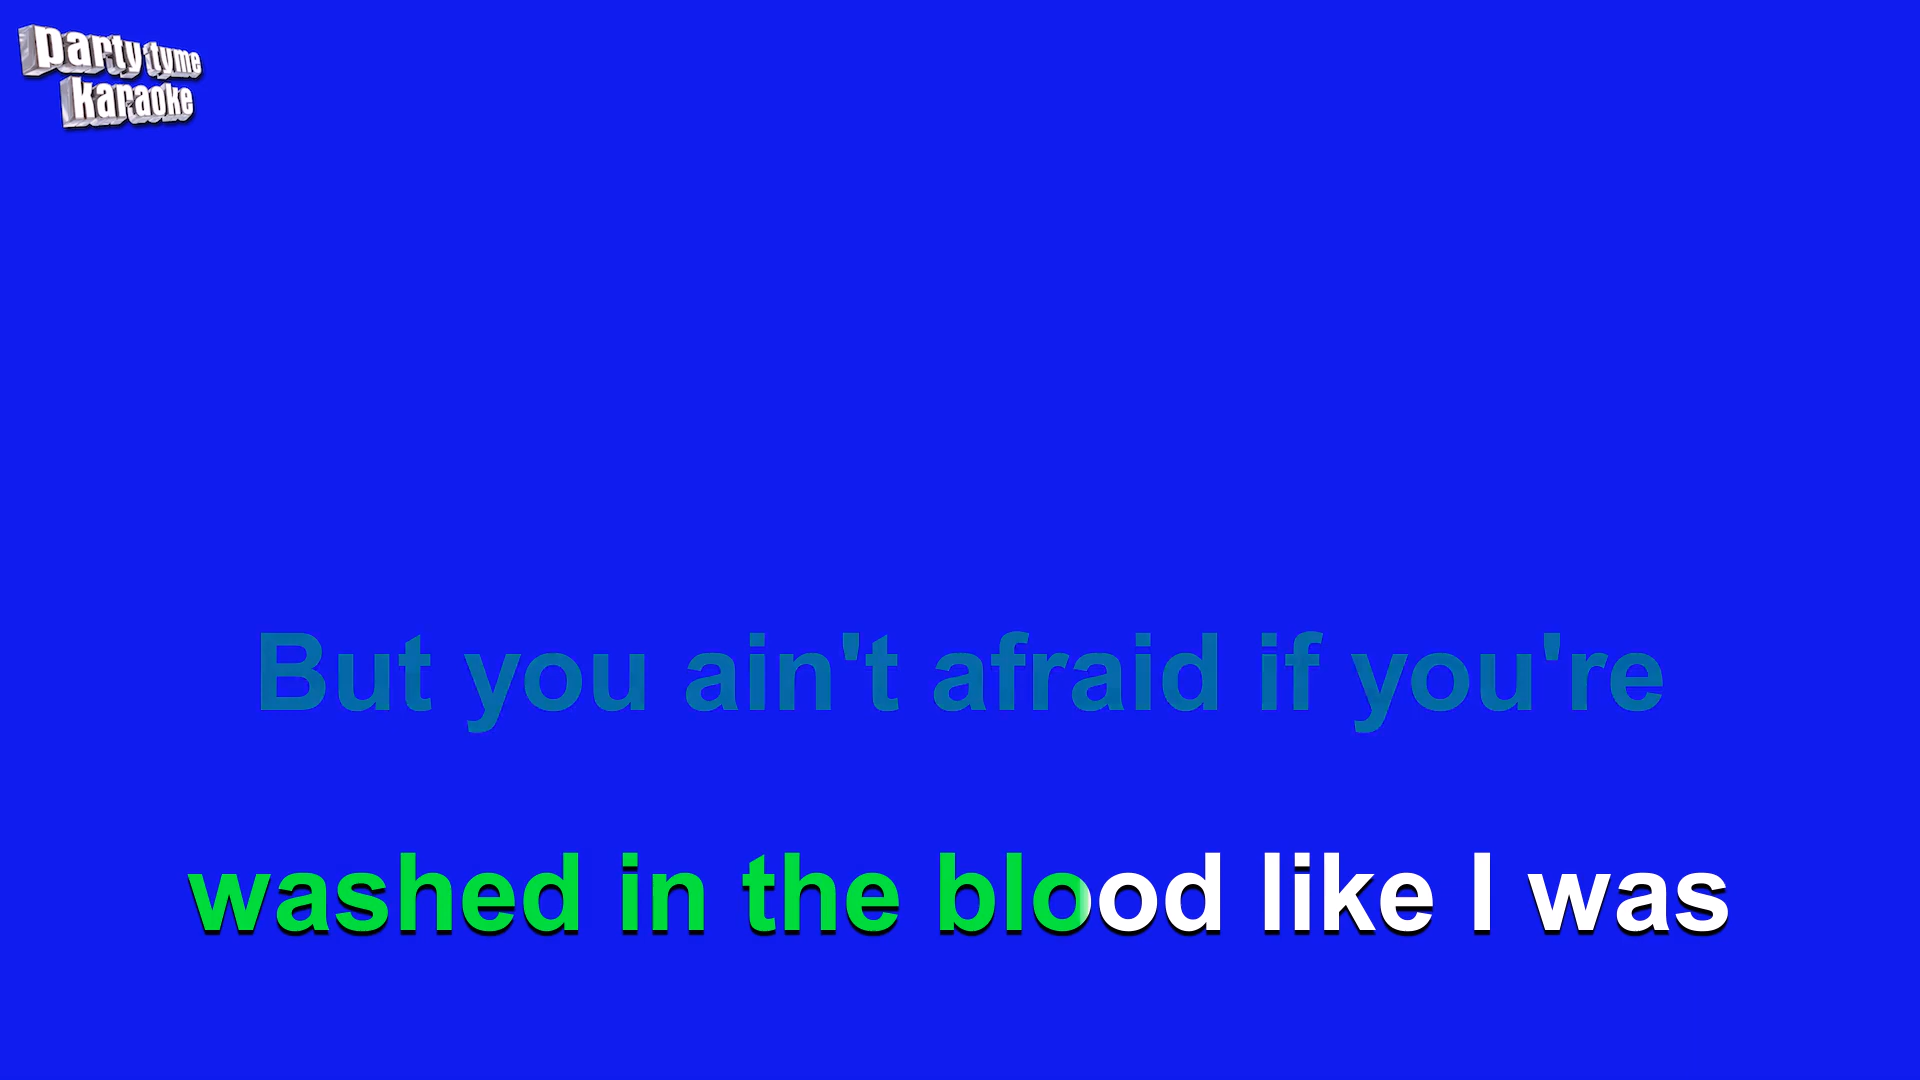 party tyme
karaoke
But you ain't afraid if you're
washed in the blood like I was